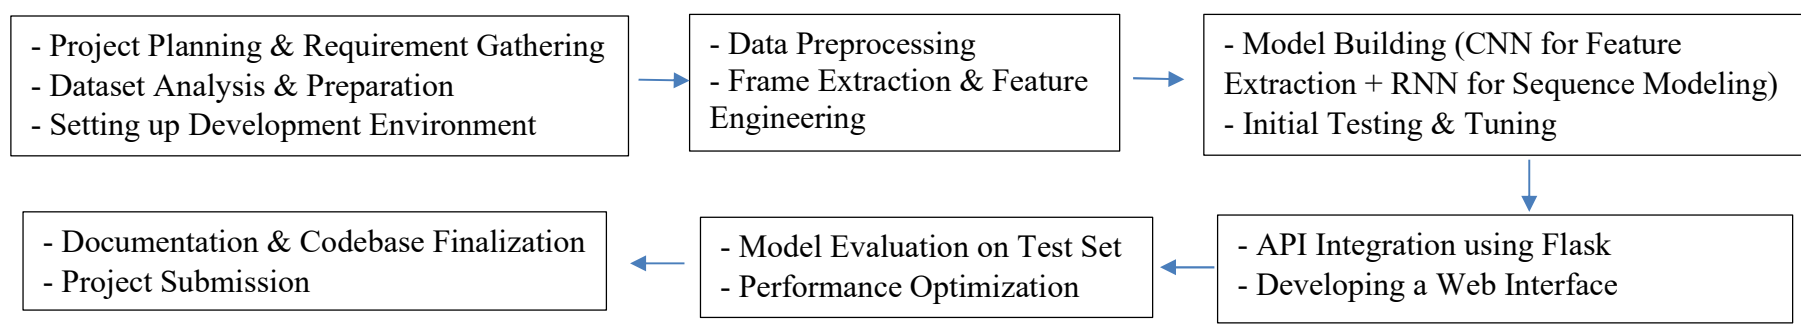 - Project Planning & Requirement Gathering
- Dataset Analysis & Preparation
- Setting up Development Environment
- Data Preprocessing
- Frame Extraction & Feature
Engineering
- Model Building (CNN for Feature
Extraction + RNN for Sequence Modeling)
- Initial Testing & Tuning
- API Integration using Flask
- Developing a Web Interface
- Model Evaluation on Test Set
- Performance Optimization
- Documentation & Codebase Finalization
- Project Submission